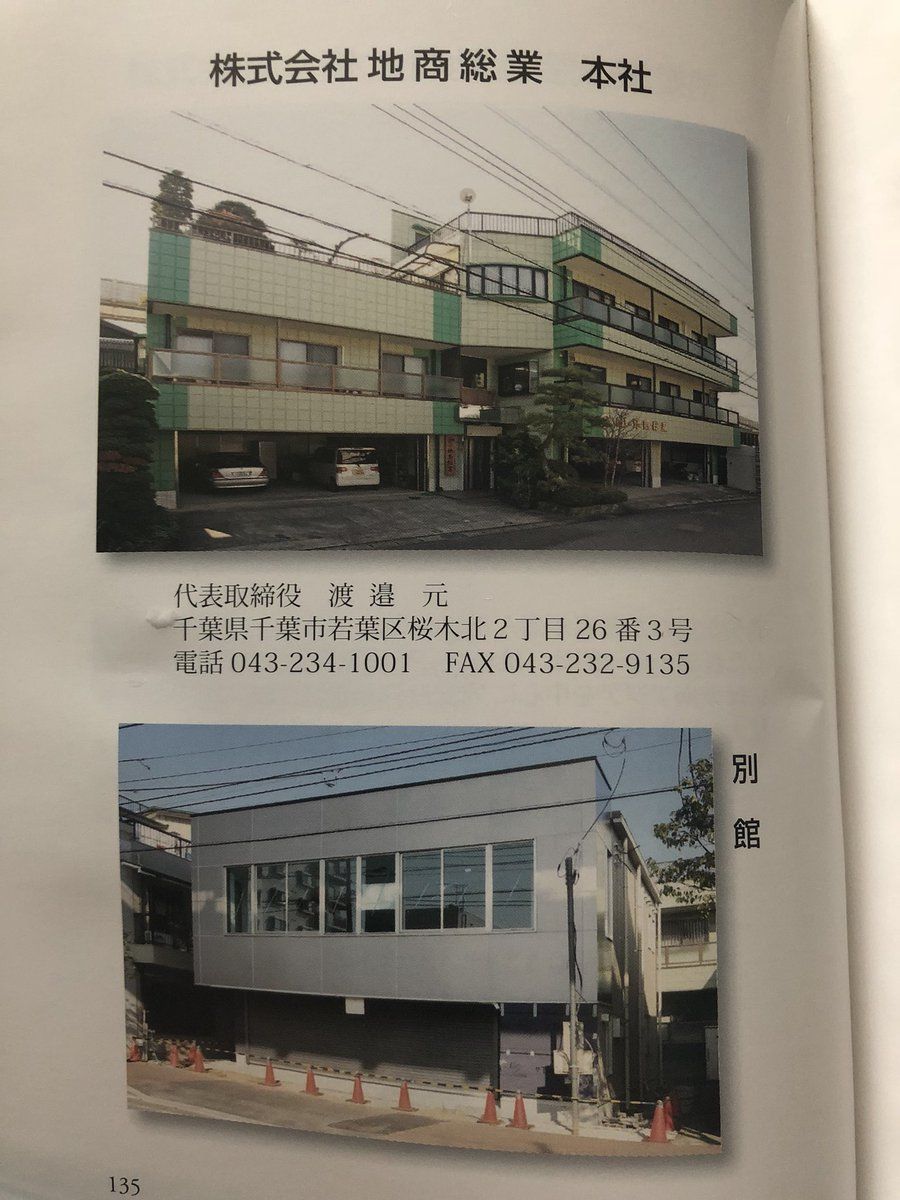 株式会社 地商総業 本社
代表取締役 渡邉 元
千葉県千葉市若葉区桜木北2丁目26番3号
電話 043-234-1001 FAX 043-232-9135
別館
135